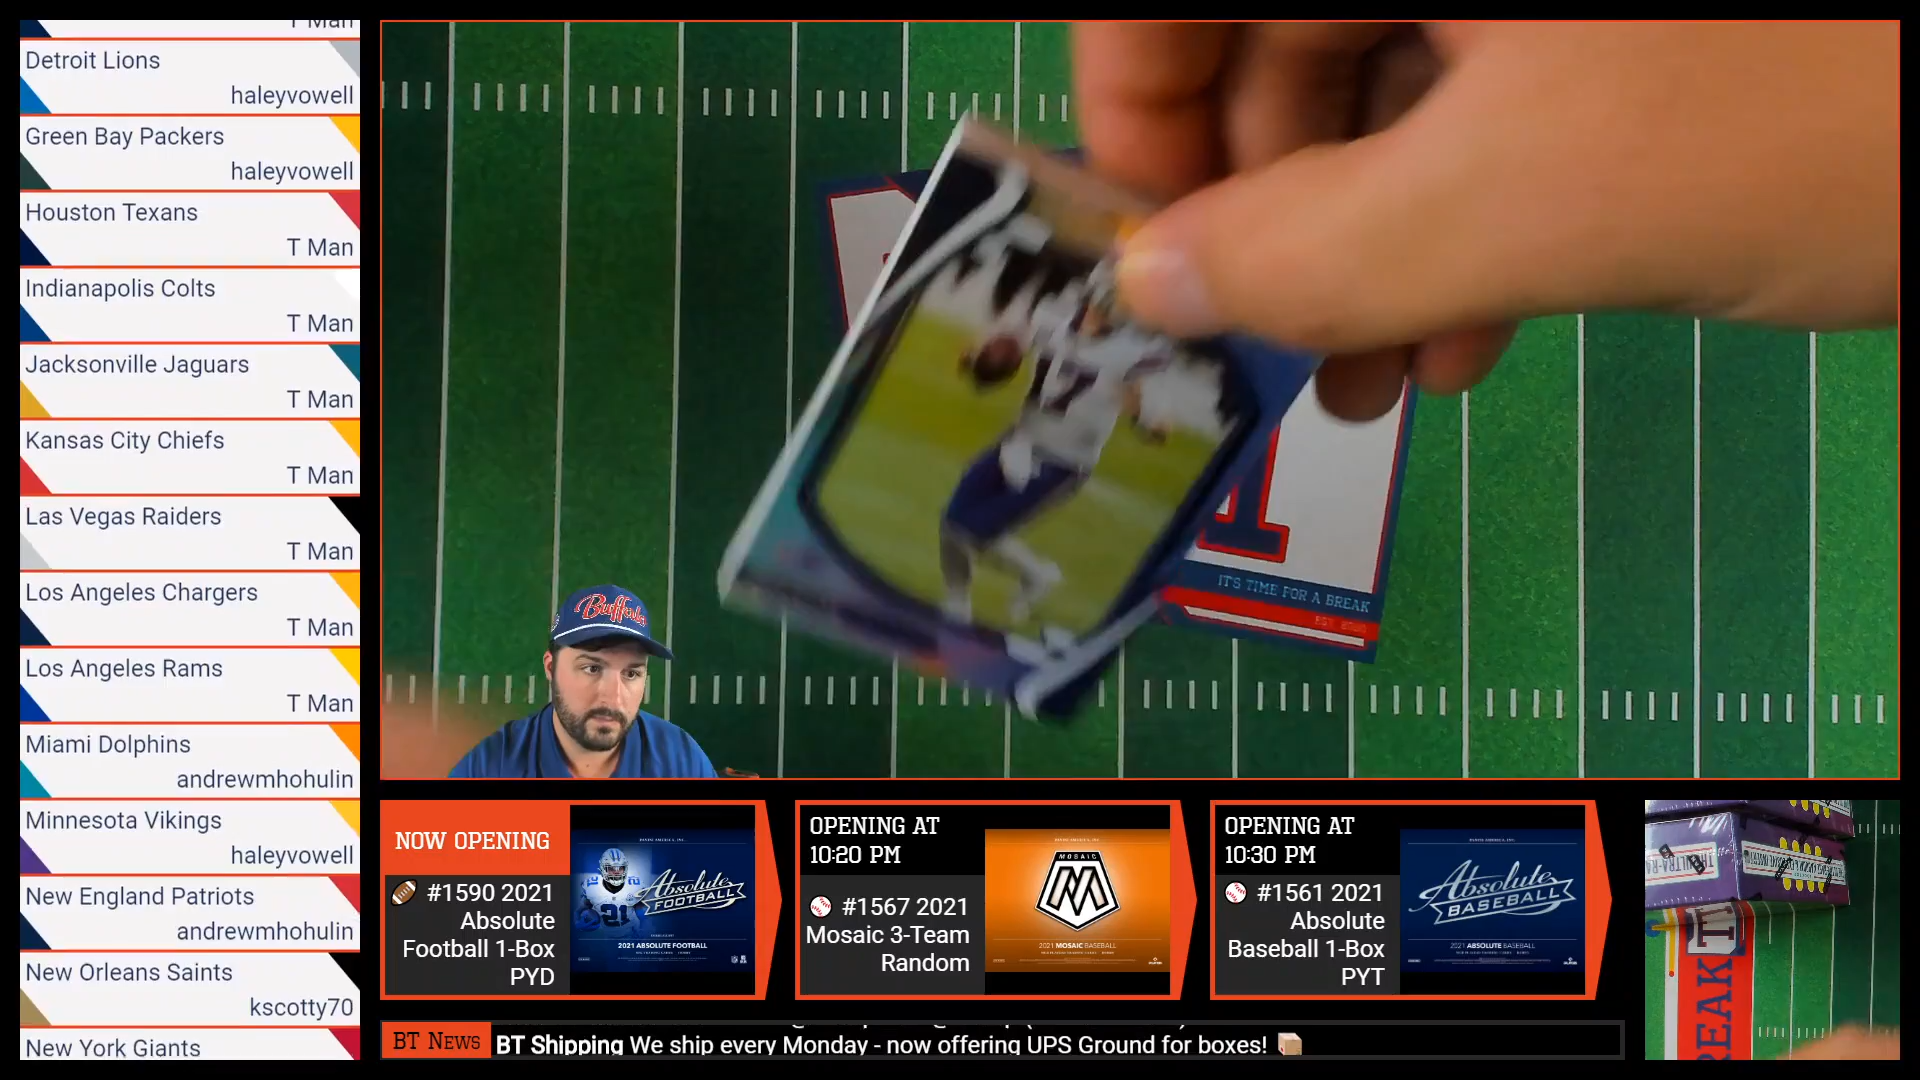 T Man
Detroit Lions
haleyvowell
Green Bay Packers
haleyvowell
Houston Texans
T Man
Indianapolis Colts
T Man
Jacksonville Jaguars
T Man
Kansas City Chiefs
T Man
Las Vegas Raiders
T Man
Los Angeles Chargers
T Man
Los Angeles Rams
T Man
Miami Dolphins
andrewmhohulin
Minnesota Vikings
haleyvowell
New England Patriots
andrewmhohulin
New Orleans Saints
kscotty70
New York Giants
17
IT'S TIME FOR A BREAK
Buffalo
NOW OPENING
#1590 2021
Absolute
Football 1-Box
PYD
Absolute
FOOTBALL
21
2021 ABSOLUTE FOOTBALL
OPENING AT
10:20 PM
#1567 2021
Mosaic 3-Team
Random
MOSAIC
2021 MOSAIC BASEBALL
OPENING AT
10:30 PM
#1561 2021
Absolute
Baseball 1-Box
PYT
Absolute
BASEBALL
2021 ABSOLUTE BASEBALL
REAK
BT NEWS
BT Shipping We ship every Monday - now offering UPS Ground for boxes!